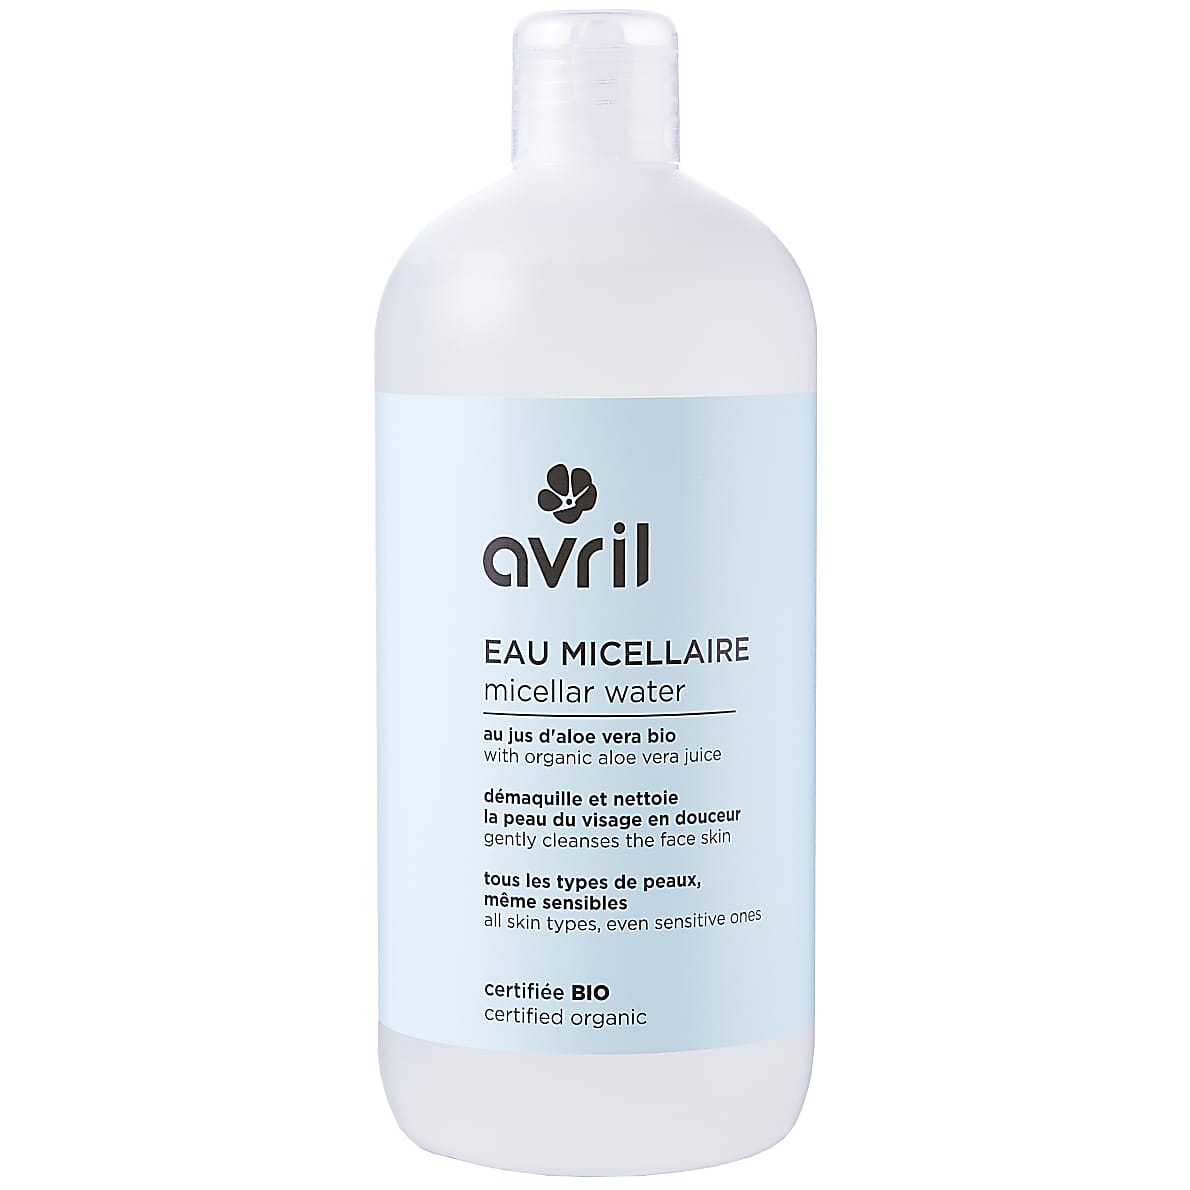 avril
EAU MICELLAIRE
micellar water
au jus d'aloe vera bio
with organic aloe vera juice
démaquille et nettoie
la peau du visage en douceur
gently cleanses the face skin
tous les types de peaux,
même sensibles
all skin types, even sensitive ones
certifiée BIO
certified organic